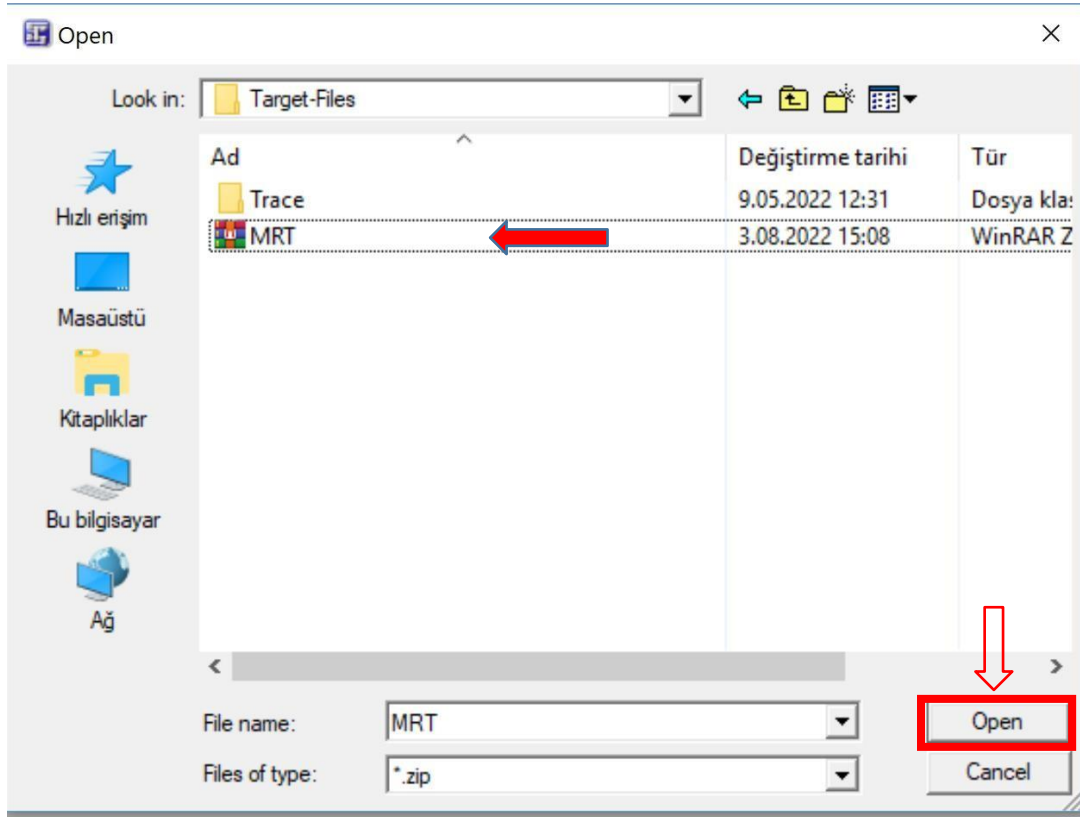 Open
Look in: Target-Files
Ad Değiştirme tarihi Tür
Trace 9.05.2022 12:31 Dosya klas
MRT 3.08.2022 15:08 WinRAR Z
Hızlı erişim
Masaüstü
Kitaplıklar
Bu bilgisayar
Ağ
File name: MRT Open
Files of type: *.zip Cancel